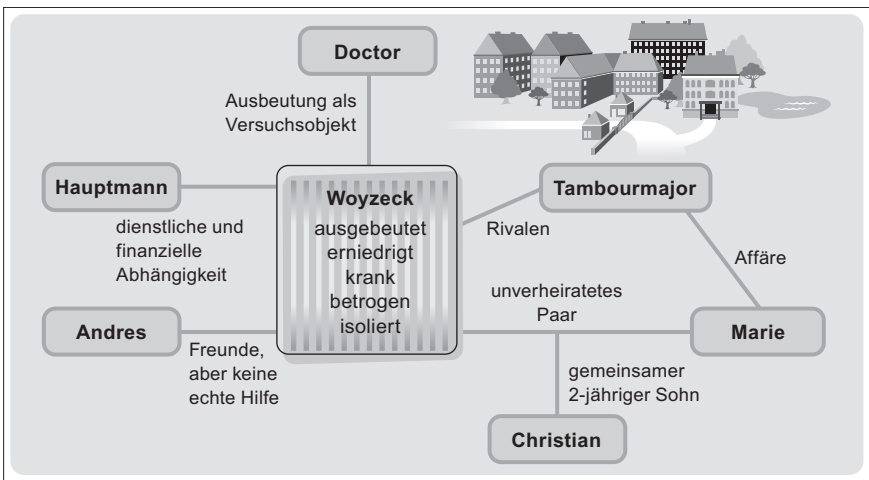 Doctor
Ausbeutung als
Versuchsobjekt
Hauptmann
dienstliche und
finanzielle
Abhängigkeit
Woyzeck
ausgebeutet
erniedrigt
krank
betrogen
isoliert
Tambourmajor
Rivalen
Affäre
unverheiratetes
Paar
Andres
Freunde,
aber keine
echte Hilfe
Marie
gemeinsamer
2-jähriger Sohn
Christian